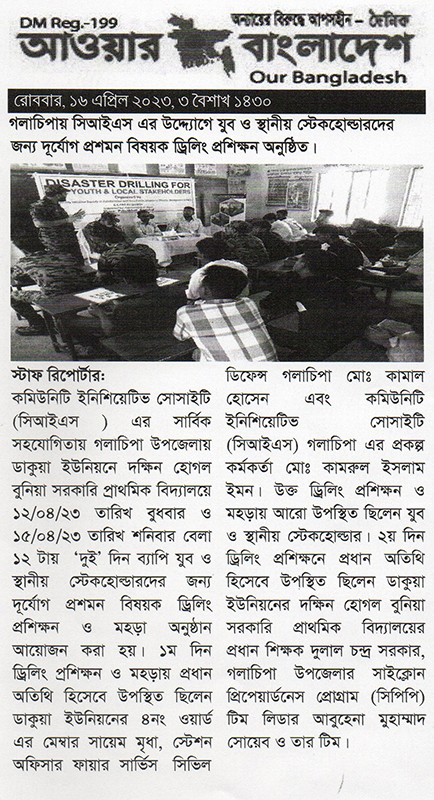 DM Reg.-199
অন্যায়ের বিরুদ্ধে আপসহীন – দৈনিক
আওয়ার বাংলাদেশ
Our Bangladesh
রোববার, ১৬ এপ্রিল ২০২৩, ৩ বৈশাখ ১৪৩০
গলাচিপায় সিআইএস এর উদ্দ্যোগে যুব ও স্থানীয় স্টেকহোল্ডারদের
জন্য দূর্যোগ প্রশমন বিষয়ক ড্রিলিং প্রশিক্ষন অনুষ্ঠিত।
DISASTER DRILLING FOR
YOUTH & LOCAL STAKEHOLDERS
স্টাফ রিপোর্টার:
কমিউনিটি ইনিশিয়েটিভ সোসাইটি
(সিআইএস ) এর সার্বিক
সহযোগিতায় গলাচিপা উপজেলায়
ডাকুয়া ইউনিয়নে দক্ষিন হোগল
বুনিয়া সরকারি প্রাথমিক বিদ্যালয়ে
১২/০৪/২৩ তারিখ বুধবার ও
১৫/০৪/২৩ তারিখ শনিবার বেলা
১২ টায় ‘দুই’ দিন ব্যাপি যুব ও
স্থানীয় স্টেকহোল্ডারদের জন্য
দূর্যোগ প্রশমন বিষয়ক ড্রিলিং
প্রশিক্ষন ও মহড়া অনুষ্ঠান
আয়োজন করা হয়। ১ম দিন
ড্রিলিং প্রশিক্ষন ও মহড়ায় প্রধান
অতিথি হিসেবে উপস্থিত ছিলেন
ডাকুয়া ইউনিয়নের ৪নং ওয়ার্ড
এর মেম্বার সায়েম মৃধা, স্টেশন
অফিসার ফায়ার সার্ভিস সিভিল
ডিফেন্স গলাচিপা মোঃ কামাল
হোসেন এবং কমিউনিটি
ইনিশিয়েটিভ সোসাইটি
(সিআইএস) গলাচিপা এর প্রকল্প
কর্মকর্তা মোঃ কামরুল ইসলাম
ইমন। উক্ত ড্রিলিং প্রশিক্ষন ও
মহড়ায় আরো উপস্থিত ছিলেন যুব
ও স্থানীয় স্টেকহোল্ডার। ২য় দিন
ড্রিলিং প্রশিক্ষনে প্রধান অতিথি
হিসেবে উপস্থিত ছিলেন ডাকুয়া
ইউনিয়নের দক্ষিন হোগল বুনিয়া
সরকারি প্রাথমিক বিদ্যালয়ের
প্রধান শিক্ষক দুলাল চন্দ্র সরকার,
গলাচিপা উপজেলার সাইক্লোন
প্রিপেয়ার্ডনেস প্রোগ্রাম (সিপিপি)
টিম লিডার আবুহেনা মুহাম্মাদ
সোয়েব ও তার টিম।